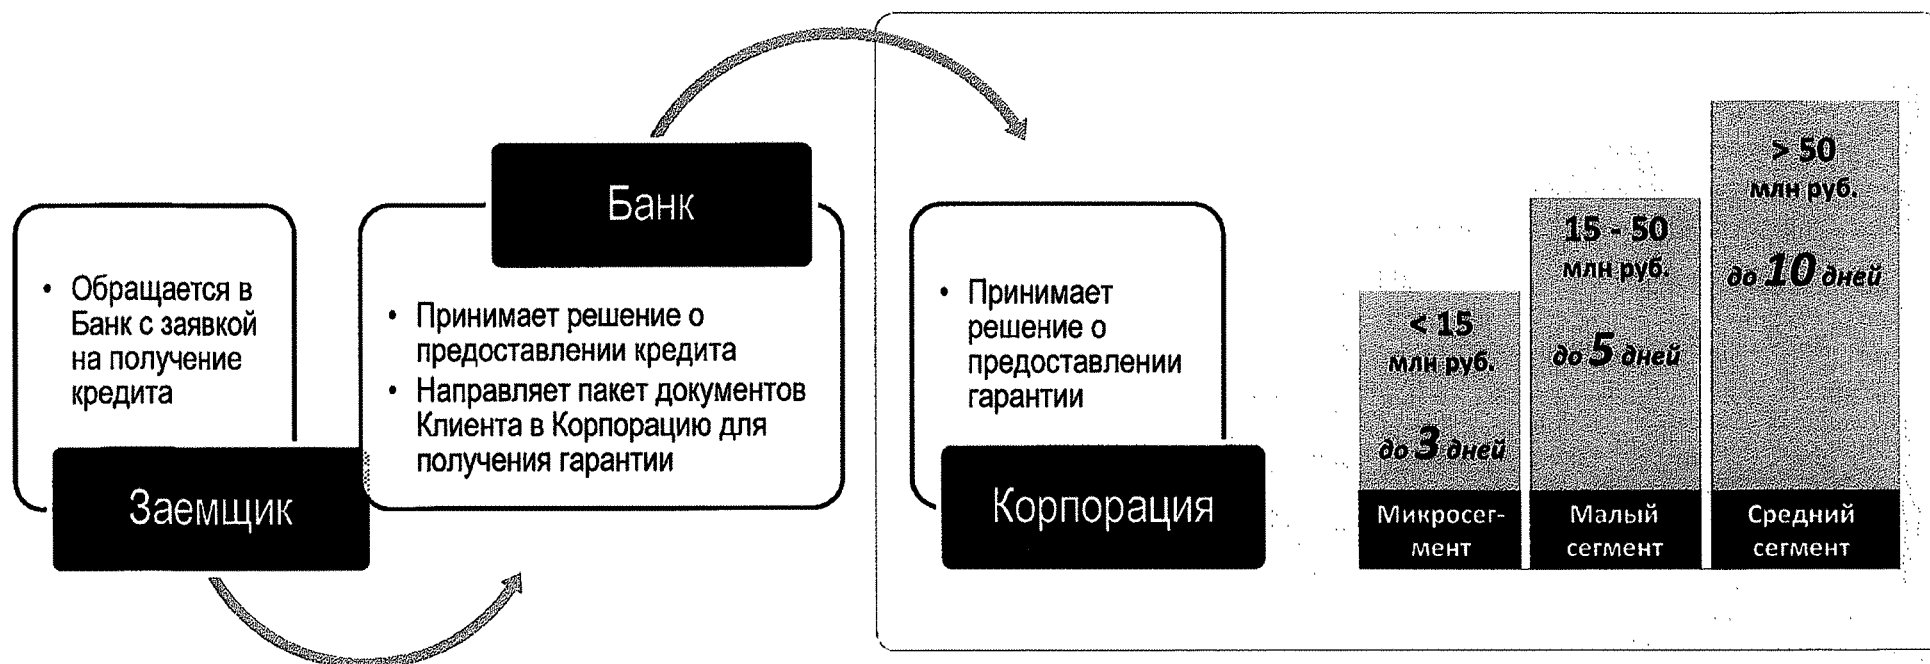 • Обращается в
Банк с заявкой
на получение
кредита
Заемщик
Банк
• Принимает решение о
предоставлении кредита
• Направляет пакет документов
Клиента в Корпорацию для
получения гарантии
• Принимает
решение о
предоставлении
гарантии
Корпорация
< 15
млн руб.
до 3 дней
Микросег-
мент
15 - 50
млн руб.
до 5 дней
Малый
сегмент
> 50
млн руб.
до 10 дней
Средний
сегмент